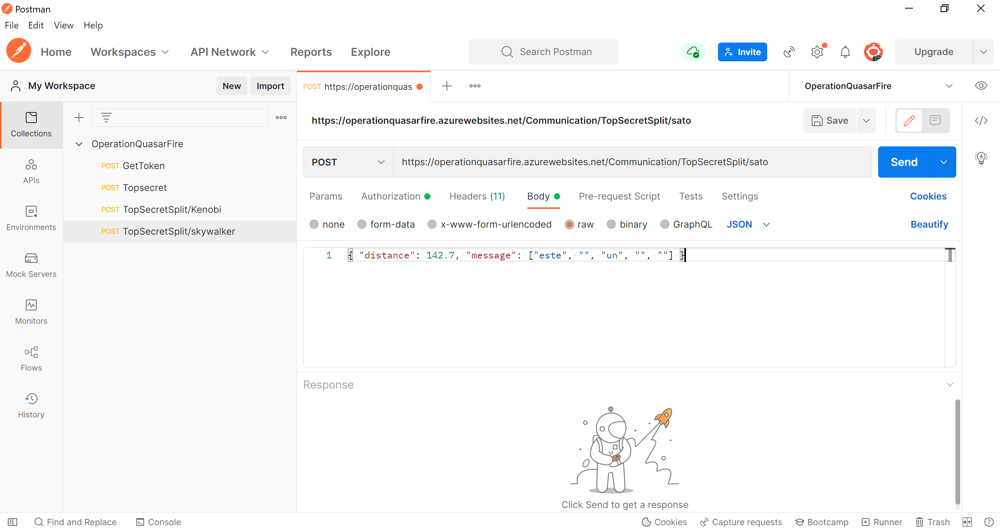 Postman
File Edit View Help
Home Workspaces API Network Reports Explore Search Postman Invite Upgrade
My Workspace New Import POST https://operationquas OperationQuasarFire
https://operationquasarfire.azurewebsites.net/Communication/TopSecretSplit/sato Save
Collections
OperationQuasarFire
POST GetToken
POST Topsecret
POST TopSecretSplit/Kenobi
POST TopSecretSplit/skywalker
APIs
Environments
Mock Servers
Monitors
Flows
History
POST https://operationquasarfire.azurewebsites.net/Communication/TopSecretSplit/sato Send
Params Authorization Headers (11) Body Pre-request Script Tests Settings Cookies
none form-data x-www-form-urlencoded raw binary GraphQL JSON Beautify
1 { "distance": 142.7, "message": ["este", "", "un", "", ""] }
Response
Click Send to get a response
Find and Replace Console Cookies Capture requests Bootcamp Runner Trash